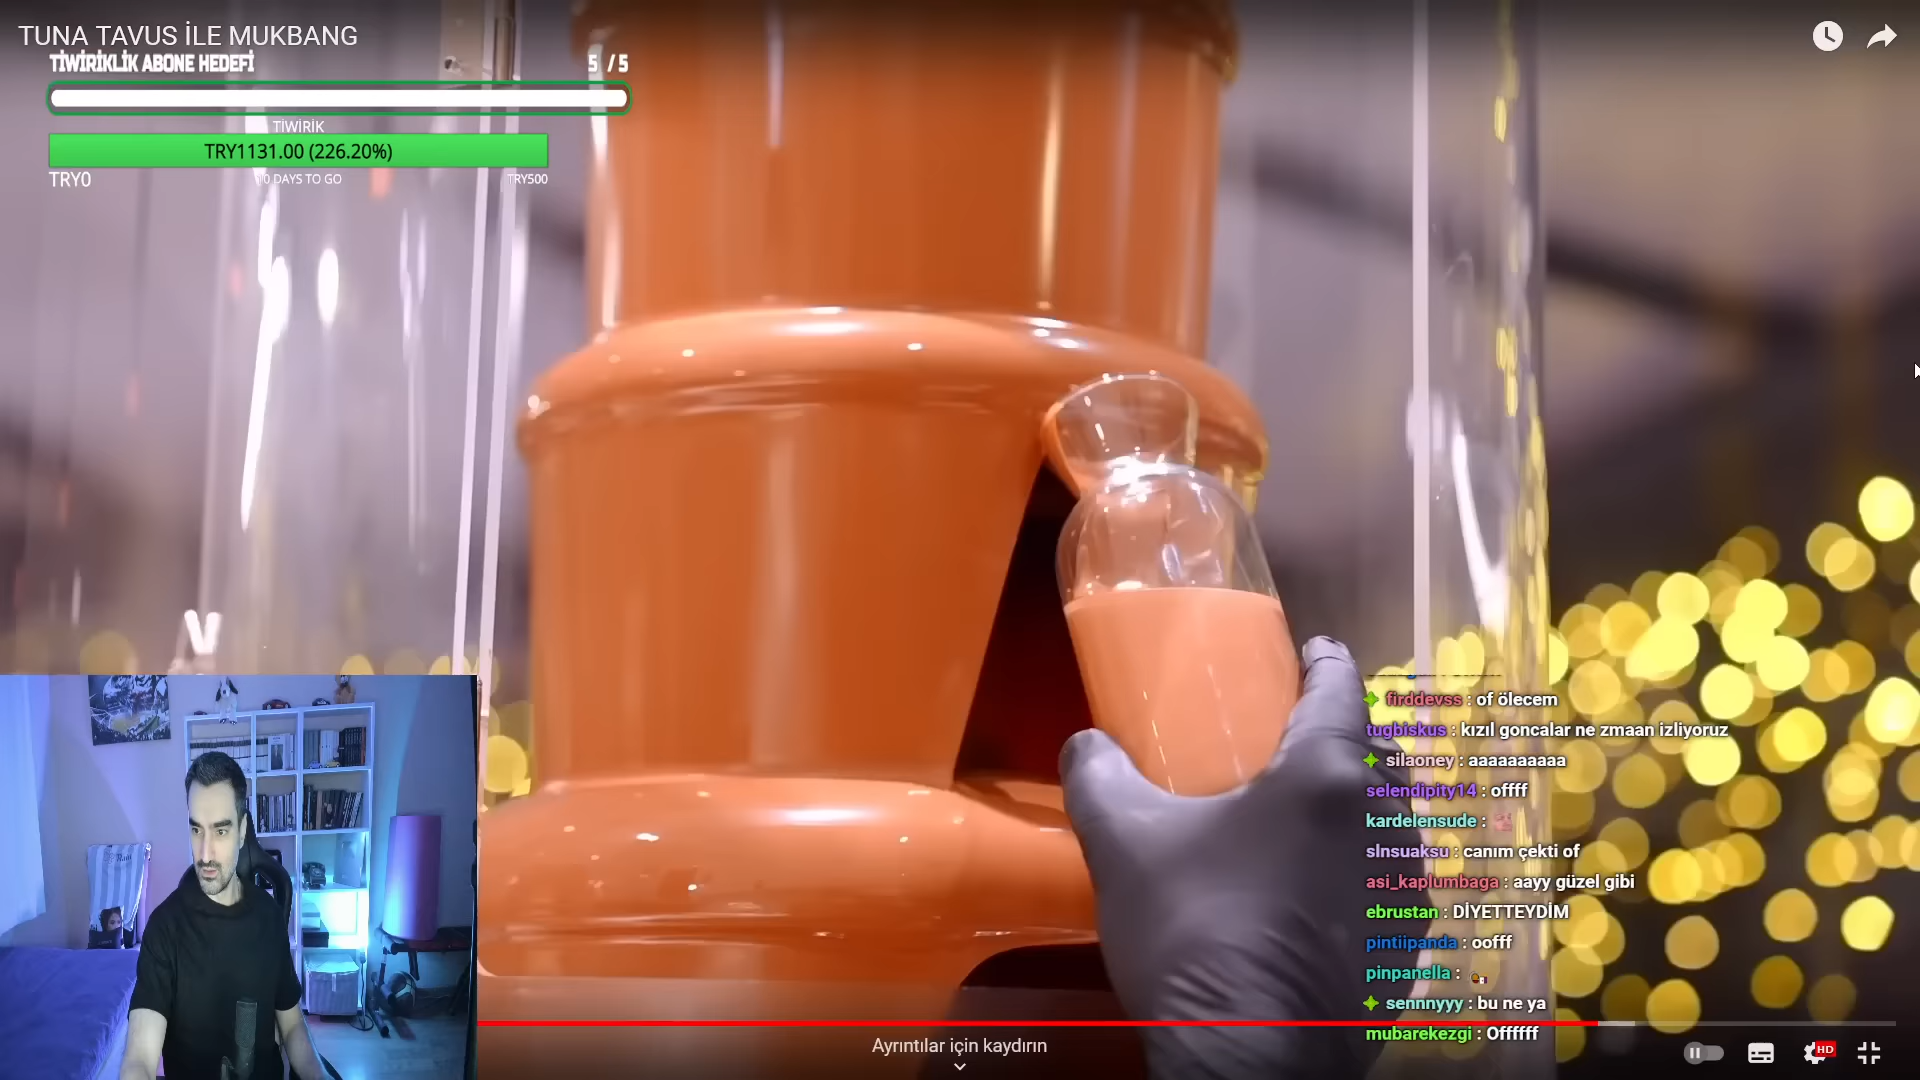 TUNA TAVUS İLE MUKBANG
TİWİRİKLİK ABONE HEDEFİ
5 / 5
TİWİRİK
TRY1131.00 (226.20%)
TRY0
10 DAYS TO GO
TRY500
firddevss : of ölecem
tugbiskus : kızıl goncalar ne zmaan izliyoruz
silaoney : aaaaaaaaaa
selendipity14 : offff
kardelensude :
slnsuaksu : canım çekti of
asi_kaplumbaga : aayy güzel gibi
ebrustan : DİYETTEYDİM
pintiipanda : oofff
pinpanella :
sennnyyy : bu ne ya
mubarekezgi : Offffff
Ayrıntılar için kaydırın
HD